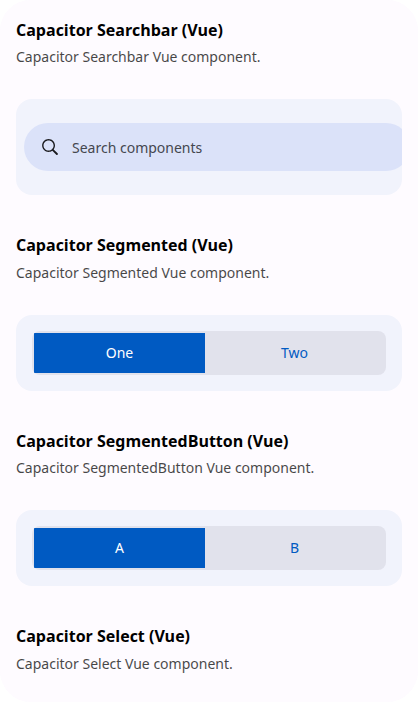 Capacitor Searchbar (Vue)
Capacitor Searchbar Vue component.
Search components
Capacitor Segmented (Vue)
Capacitor Segmented Vue component.
One Two
Capacitor SegmentedButton (Vue)
Capacitor SegmentedButton Vue component.
A B
Capacitor Select (Vue)
Capacitor Select Vue component.